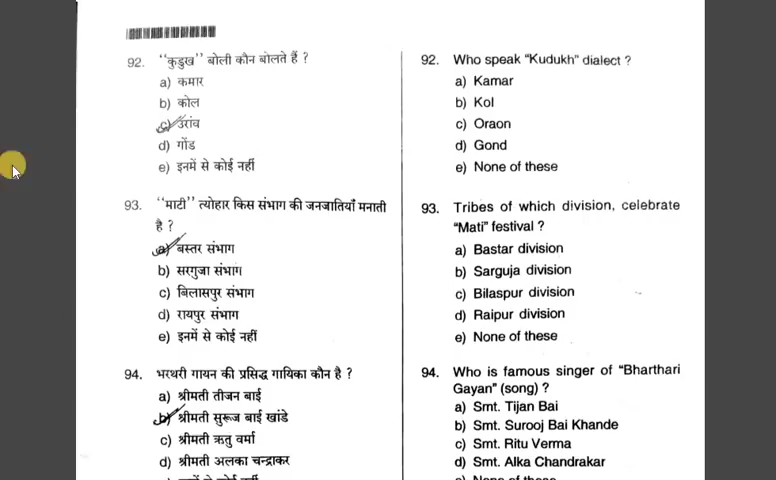 92. ‘‘कुडुख’’ बोली कौन बोलते हैं ?
a) कमार
b) कोल
c) उरांव
d) गोंड
e) इनमें से कोई नहीं
93. ‘‘माटी’’ त्योहार किस संभाग की जनजातियाँ मनाती
है ?
a) बस्तर संभाग
b) सरगुजा संभाग
c) बिलासपुर संभाग
d) रायपुर संभाग
e) इनमें से कोई नहीं
94. भरथरी गायन की प्रसिद्ध गायिका कौन है ?
a) श्रीमती तीजन बाई
b) श्रीमती सुरूज बाई खांडे
c) श्रीमती ऋतु वर्मा
d) श्रीमती अलका चन्द्राकर
92. Who speak “Kudukh” dialect ?
a) Kamar
b) Kol
c) Oraon
d) Gond
e) None of these
93. Tribes of which division, celebrate
“Mati” festival ?
a) Bastar division
b) Sarguja division
c) Bilaspur division
d) Raipur division
e) None of these
94. Who is famous singer of “Bharthari
Gayan” (song) ?
a) Smt. Tijan Bai
b) Smt. Surooj Bai Khande
c) Smt. Ritu Verma
d) Smt. Alka Chandrakar
e) None of these